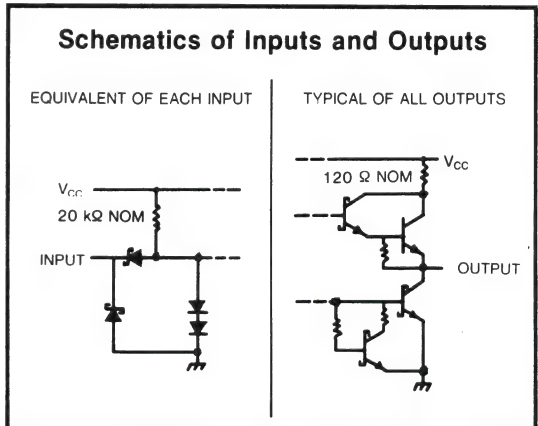 Schematics of Inputs and Outputs
EQUIVALENT OF EACH INPUT
TYPICAL OF ALL OUTPUTS
VCC
20 kΩ NOM
INPUT
VCC
120 Ω NOM
OUTPUT